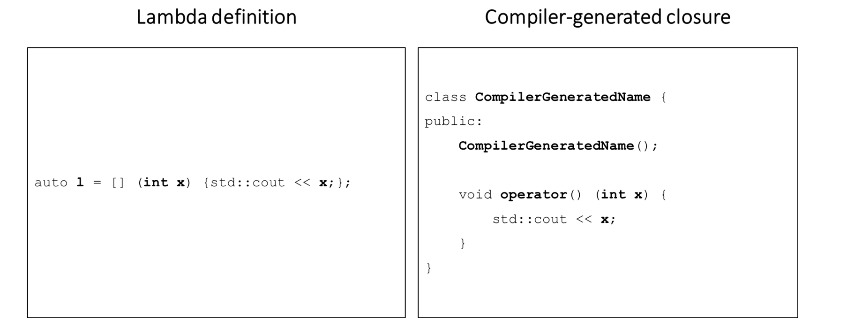 Lambda definition
Compiler-generated closure
auto l = [] (int x) {std::cout << x;};
class CompilerGeneratedName {
public:
    CompilerGeneratedName();
    void operator() (int x) {
        std::cout << x;
    }
}